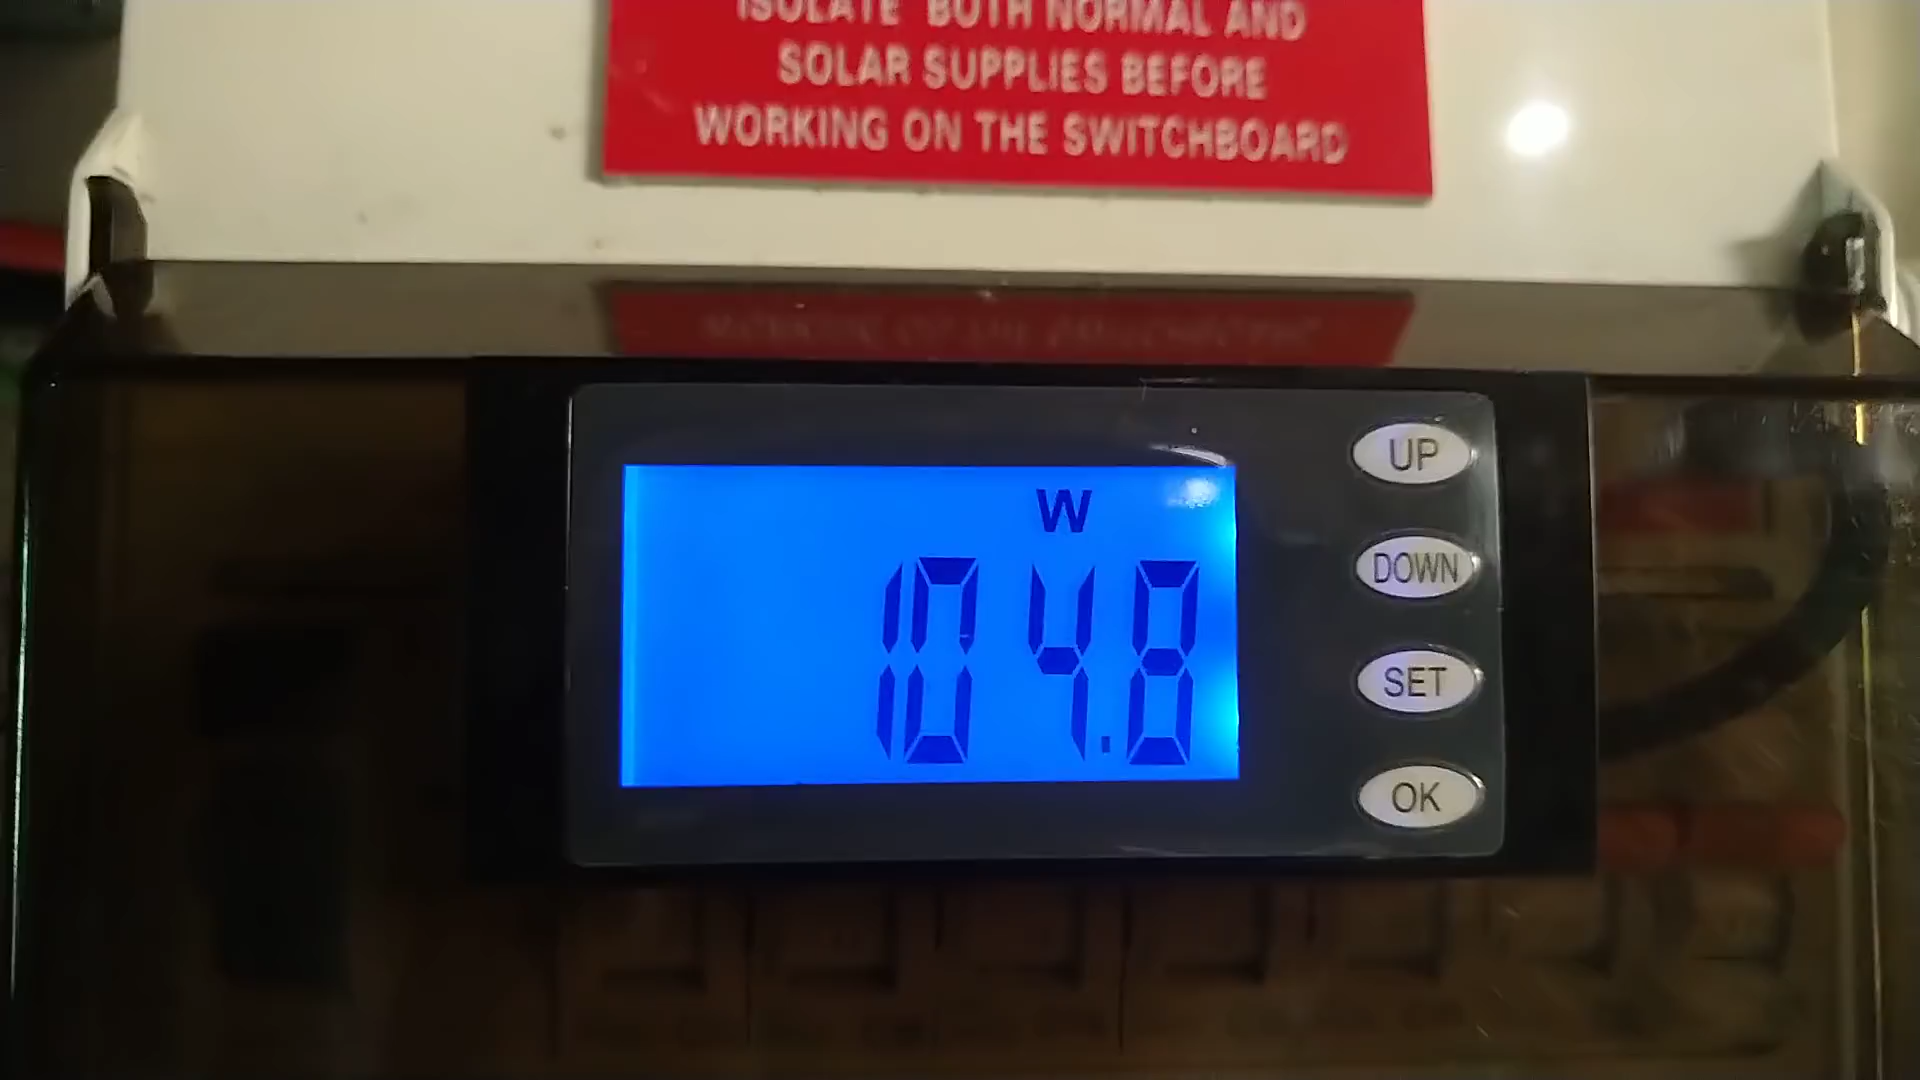 ISOLATE BOTH NORMAL AND
SOLAR SUPPLIES BEFORE
WORKING ON THE SWITCHBOARD
W
104.8
UP
DOWN
SET
OK